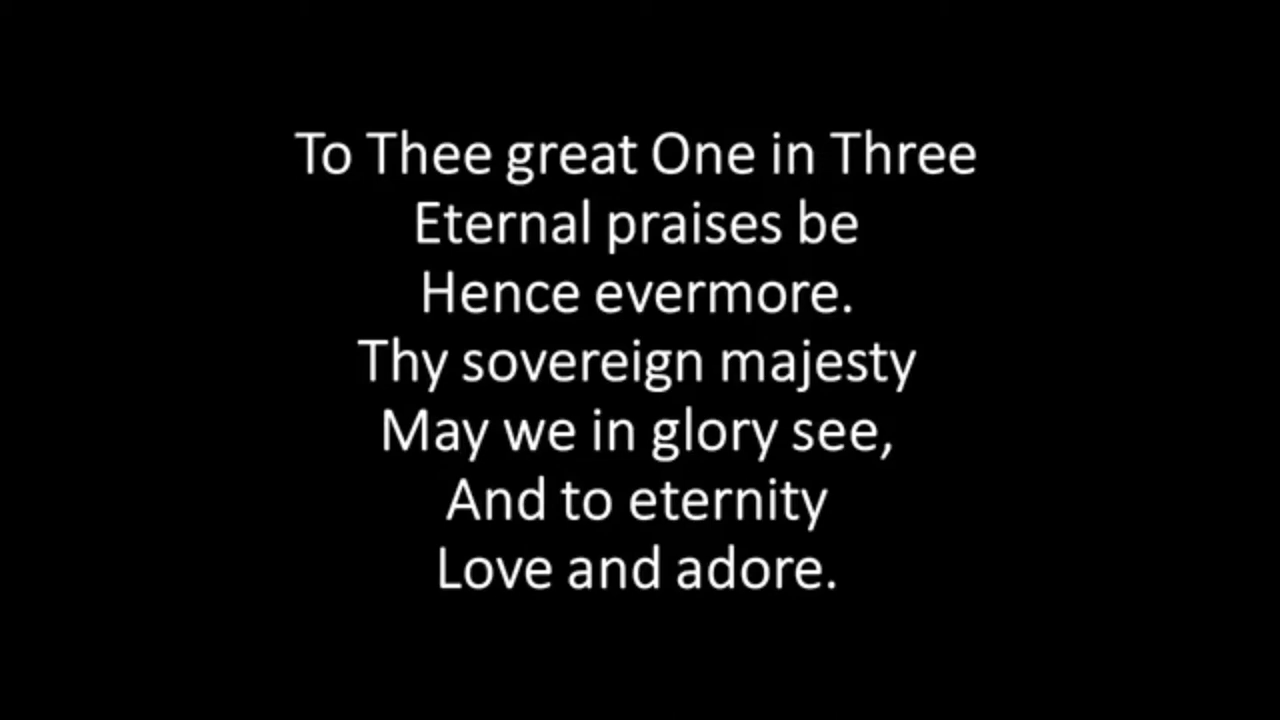 To Thee great One in Three
Eternal praises be
Hence evermore.
Thy sovereign majesty
May we in glory see,
And to eternity
Love and adore.